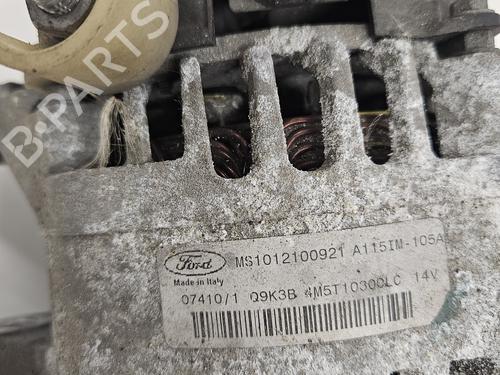 B-PARTS
Ford
MS1012100921 A115IM-105A
Made in Italy
07410/1 Q9K3B 4M5T10300LC 14V